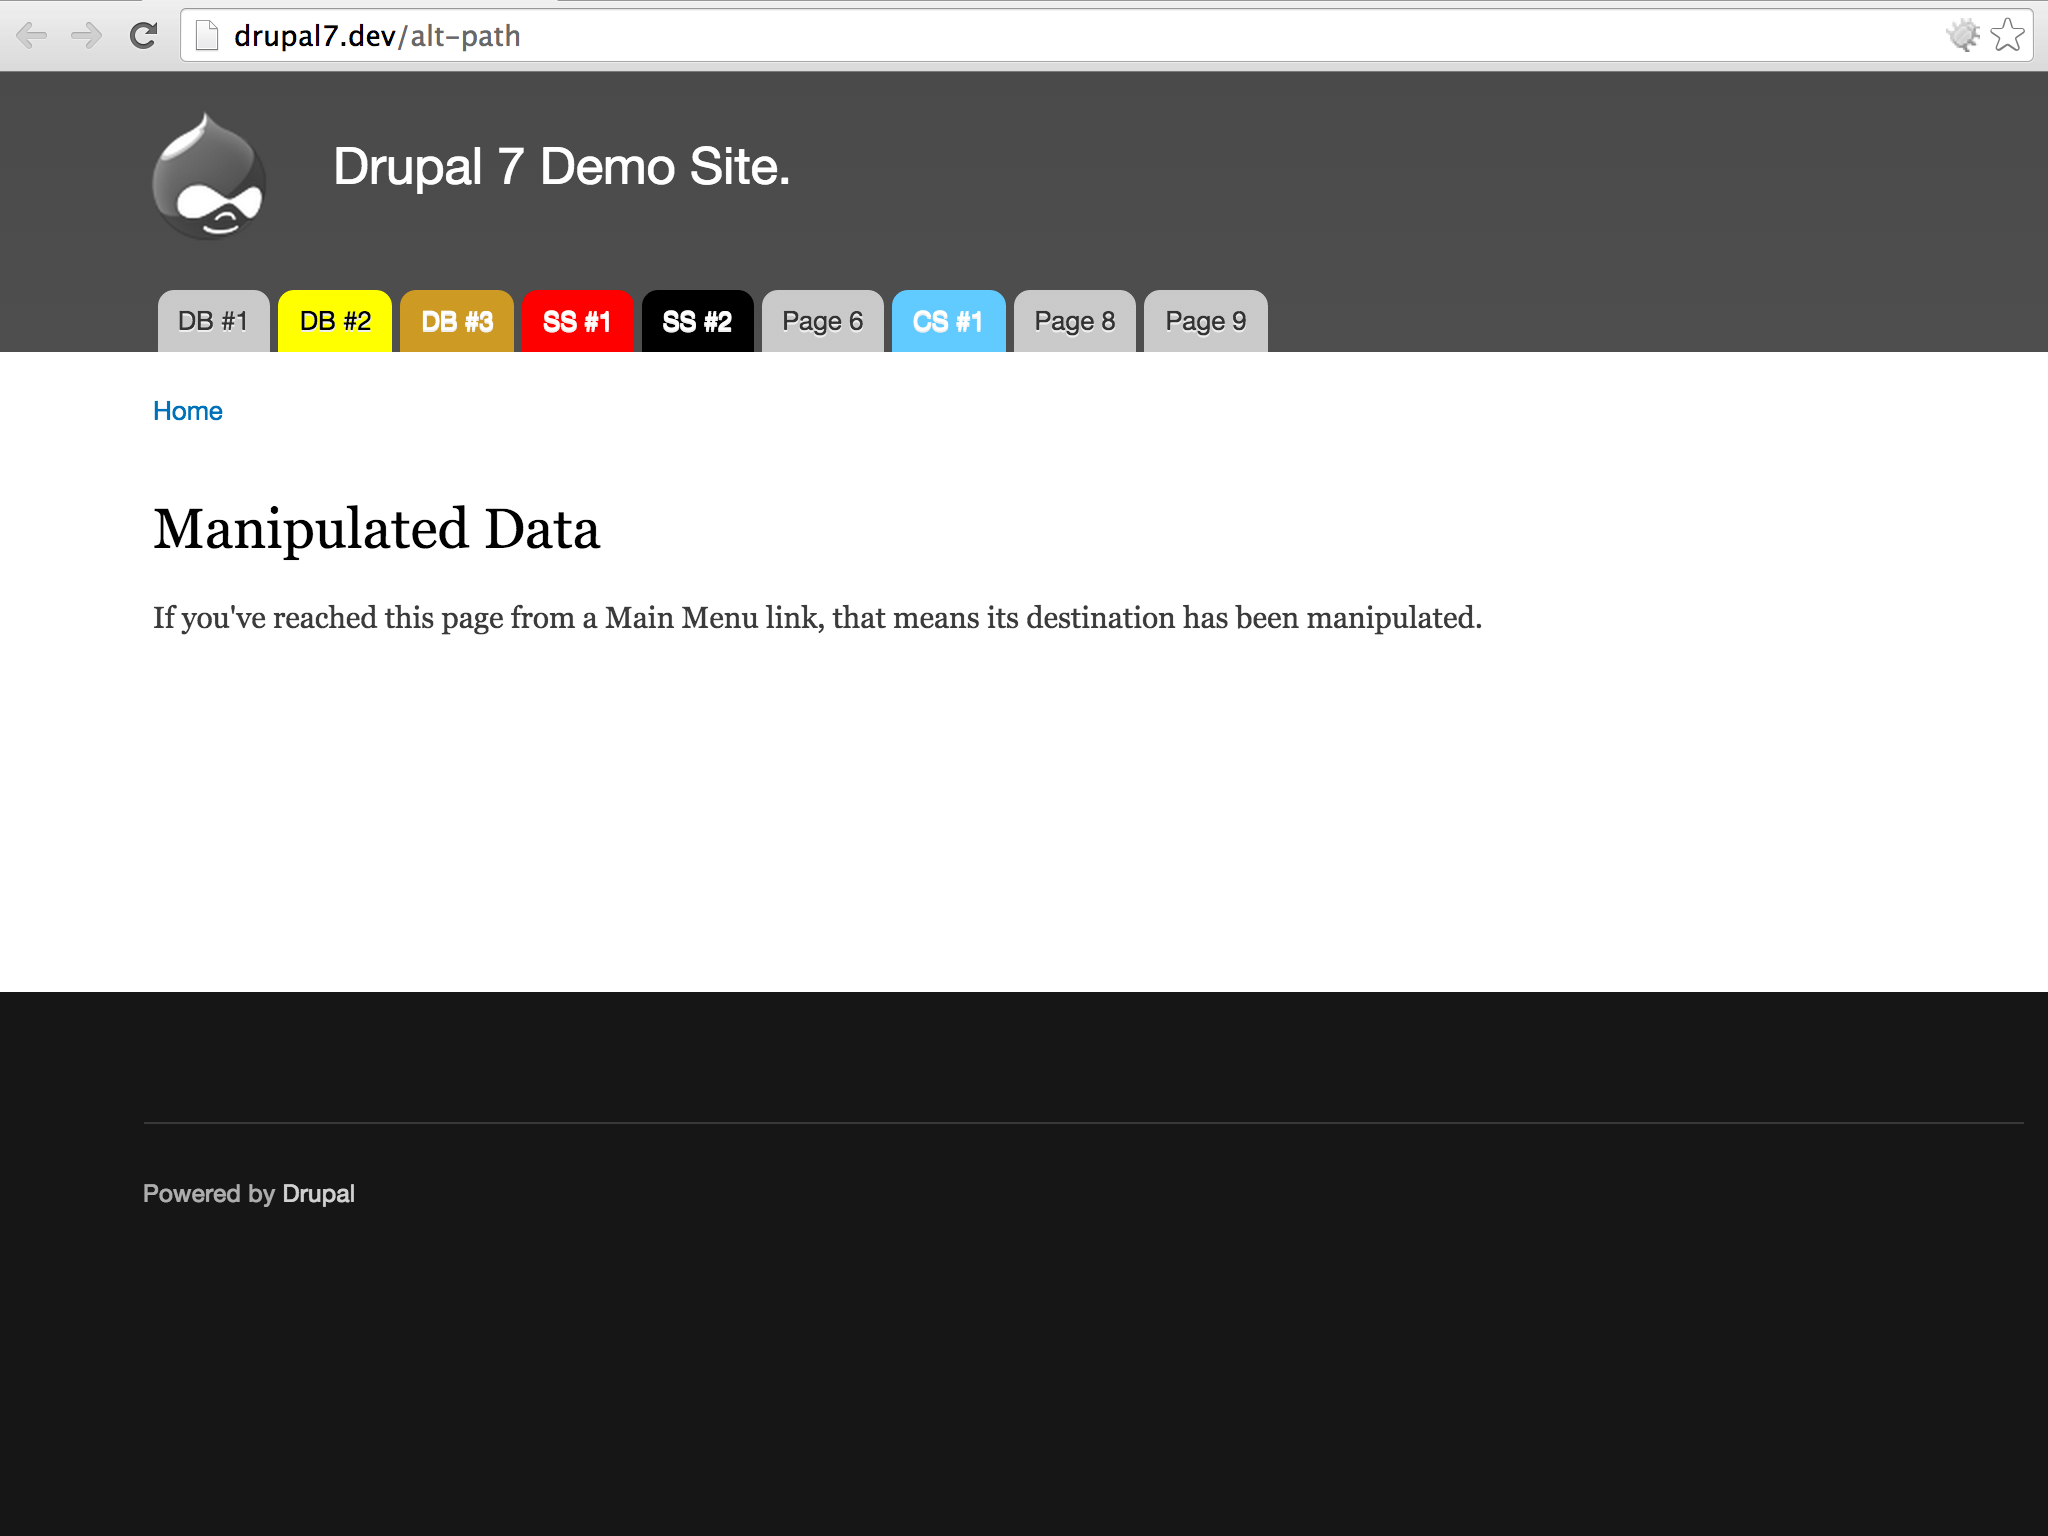 drupal7.dev/alt-path
Drupal 7 Demo Site.
DB #1 DB #2 DB #3 SS #1 SS #2 Page 6 CS #1 Page 8 Page 9
Home
Manipulated Data
If you've reached this page from a Main Menu link, that means its destination has been manipulated.
Powered by Drupal